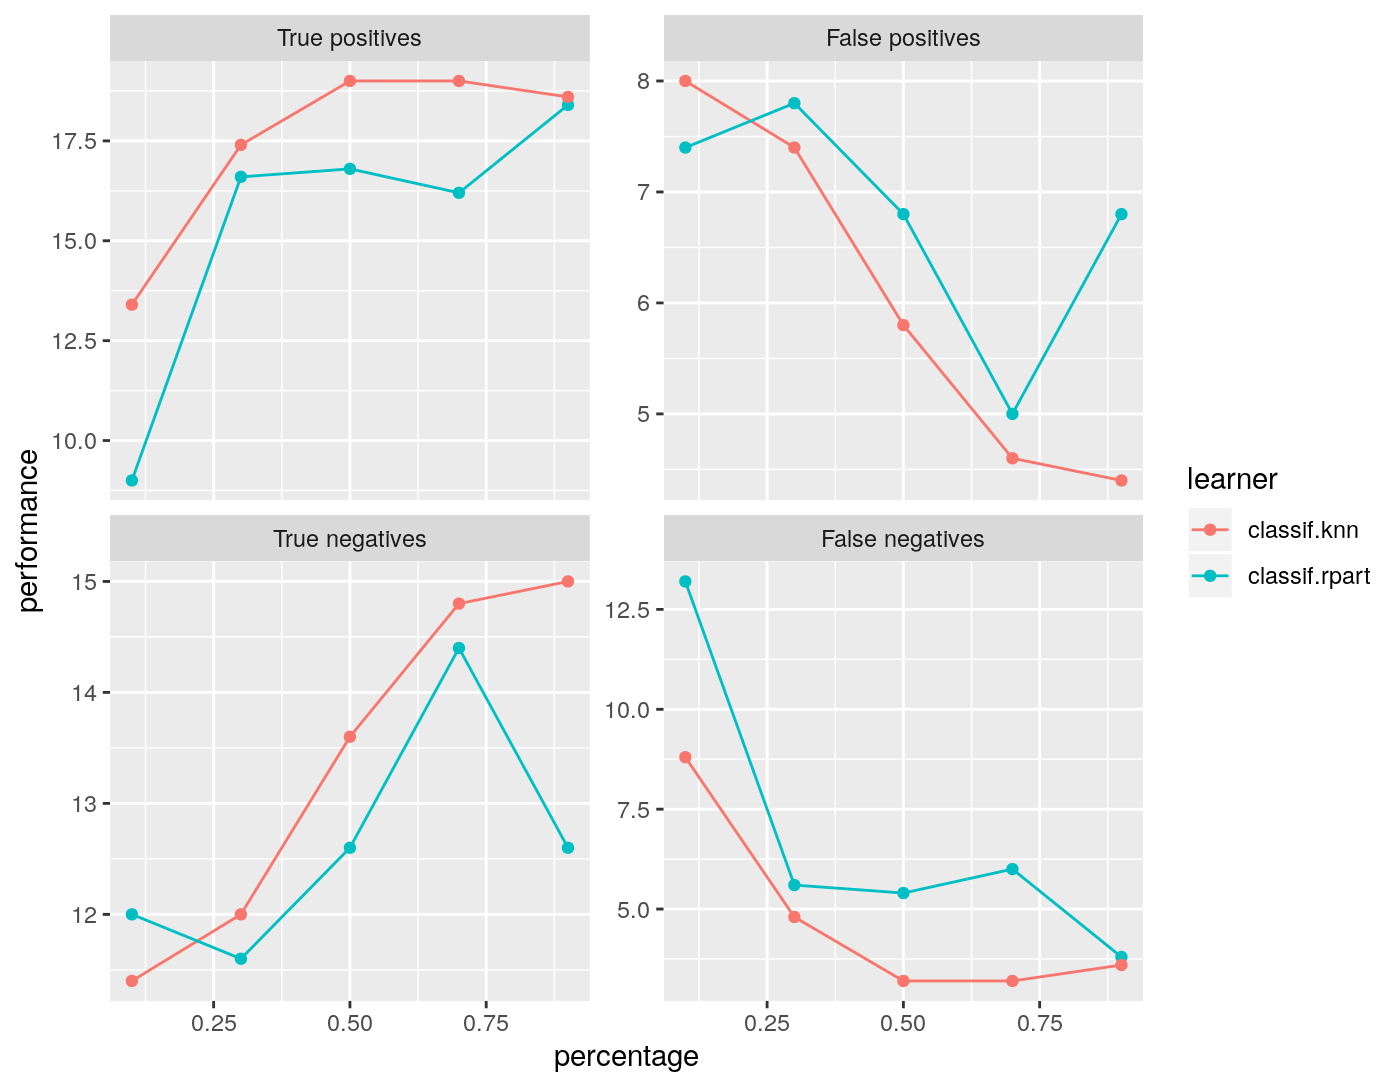 True positives
False positives
17.5
15.0
12.5
10.0
8
7
6
5
True negatives
False negatives
15
14
13
12
12.5
10.0
7.5
5.0
0.25 0.50 0.75
0.25 0.50 0.75
percentage
performance
learner
classif.knn
classif.rpart